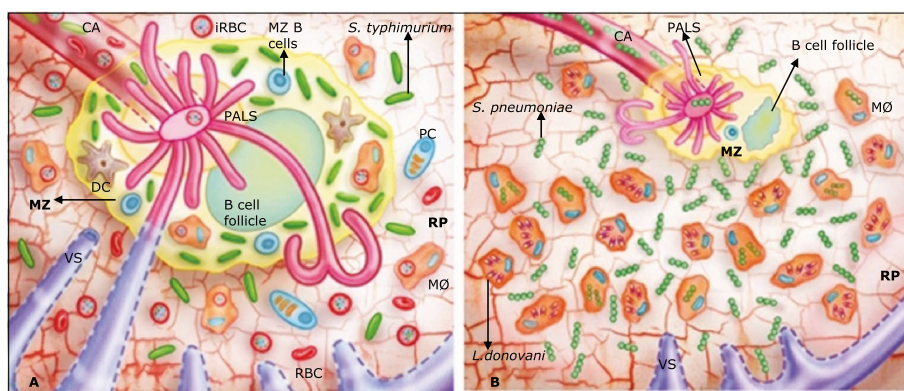 CA
iRBC
MZ B
cells
S. typhimurium
PALS
PC
DC
MZ
B cell
follicle
RP
VS
MØ
RBC
A
CA
PALS
B cell follicle
S. pneumoniae
MØ
MZ
RP
L.donovani
VS
B